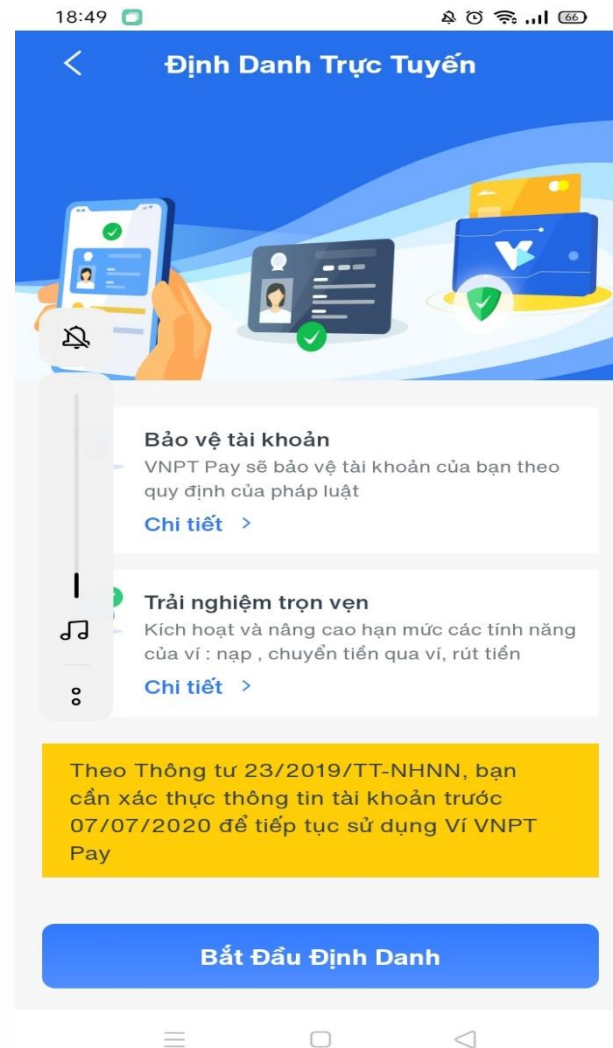 18:49
66
Định Danh Trực Tuyến
Bảo vệ tài khoản
VNPT Pay sẽ bảo vệ tài khoản của bạn theo
quy định của pháp luật
Chi tiết >
Trải nghiệm trọn vẹn
Kích hoạt và nâng cao hạn mức các tính năng
của ví : nạp , chuyển tiền qua ví, rút tiền
Chi tiết >
Theo Thông tư 23/2019/TT-NHNN, bạn
cần xác thực thông tin tài khoản trước
07/07/2020 để tiếp tục sử dụng Ví VNPT
Pay
Bắt Đầu Định Danh